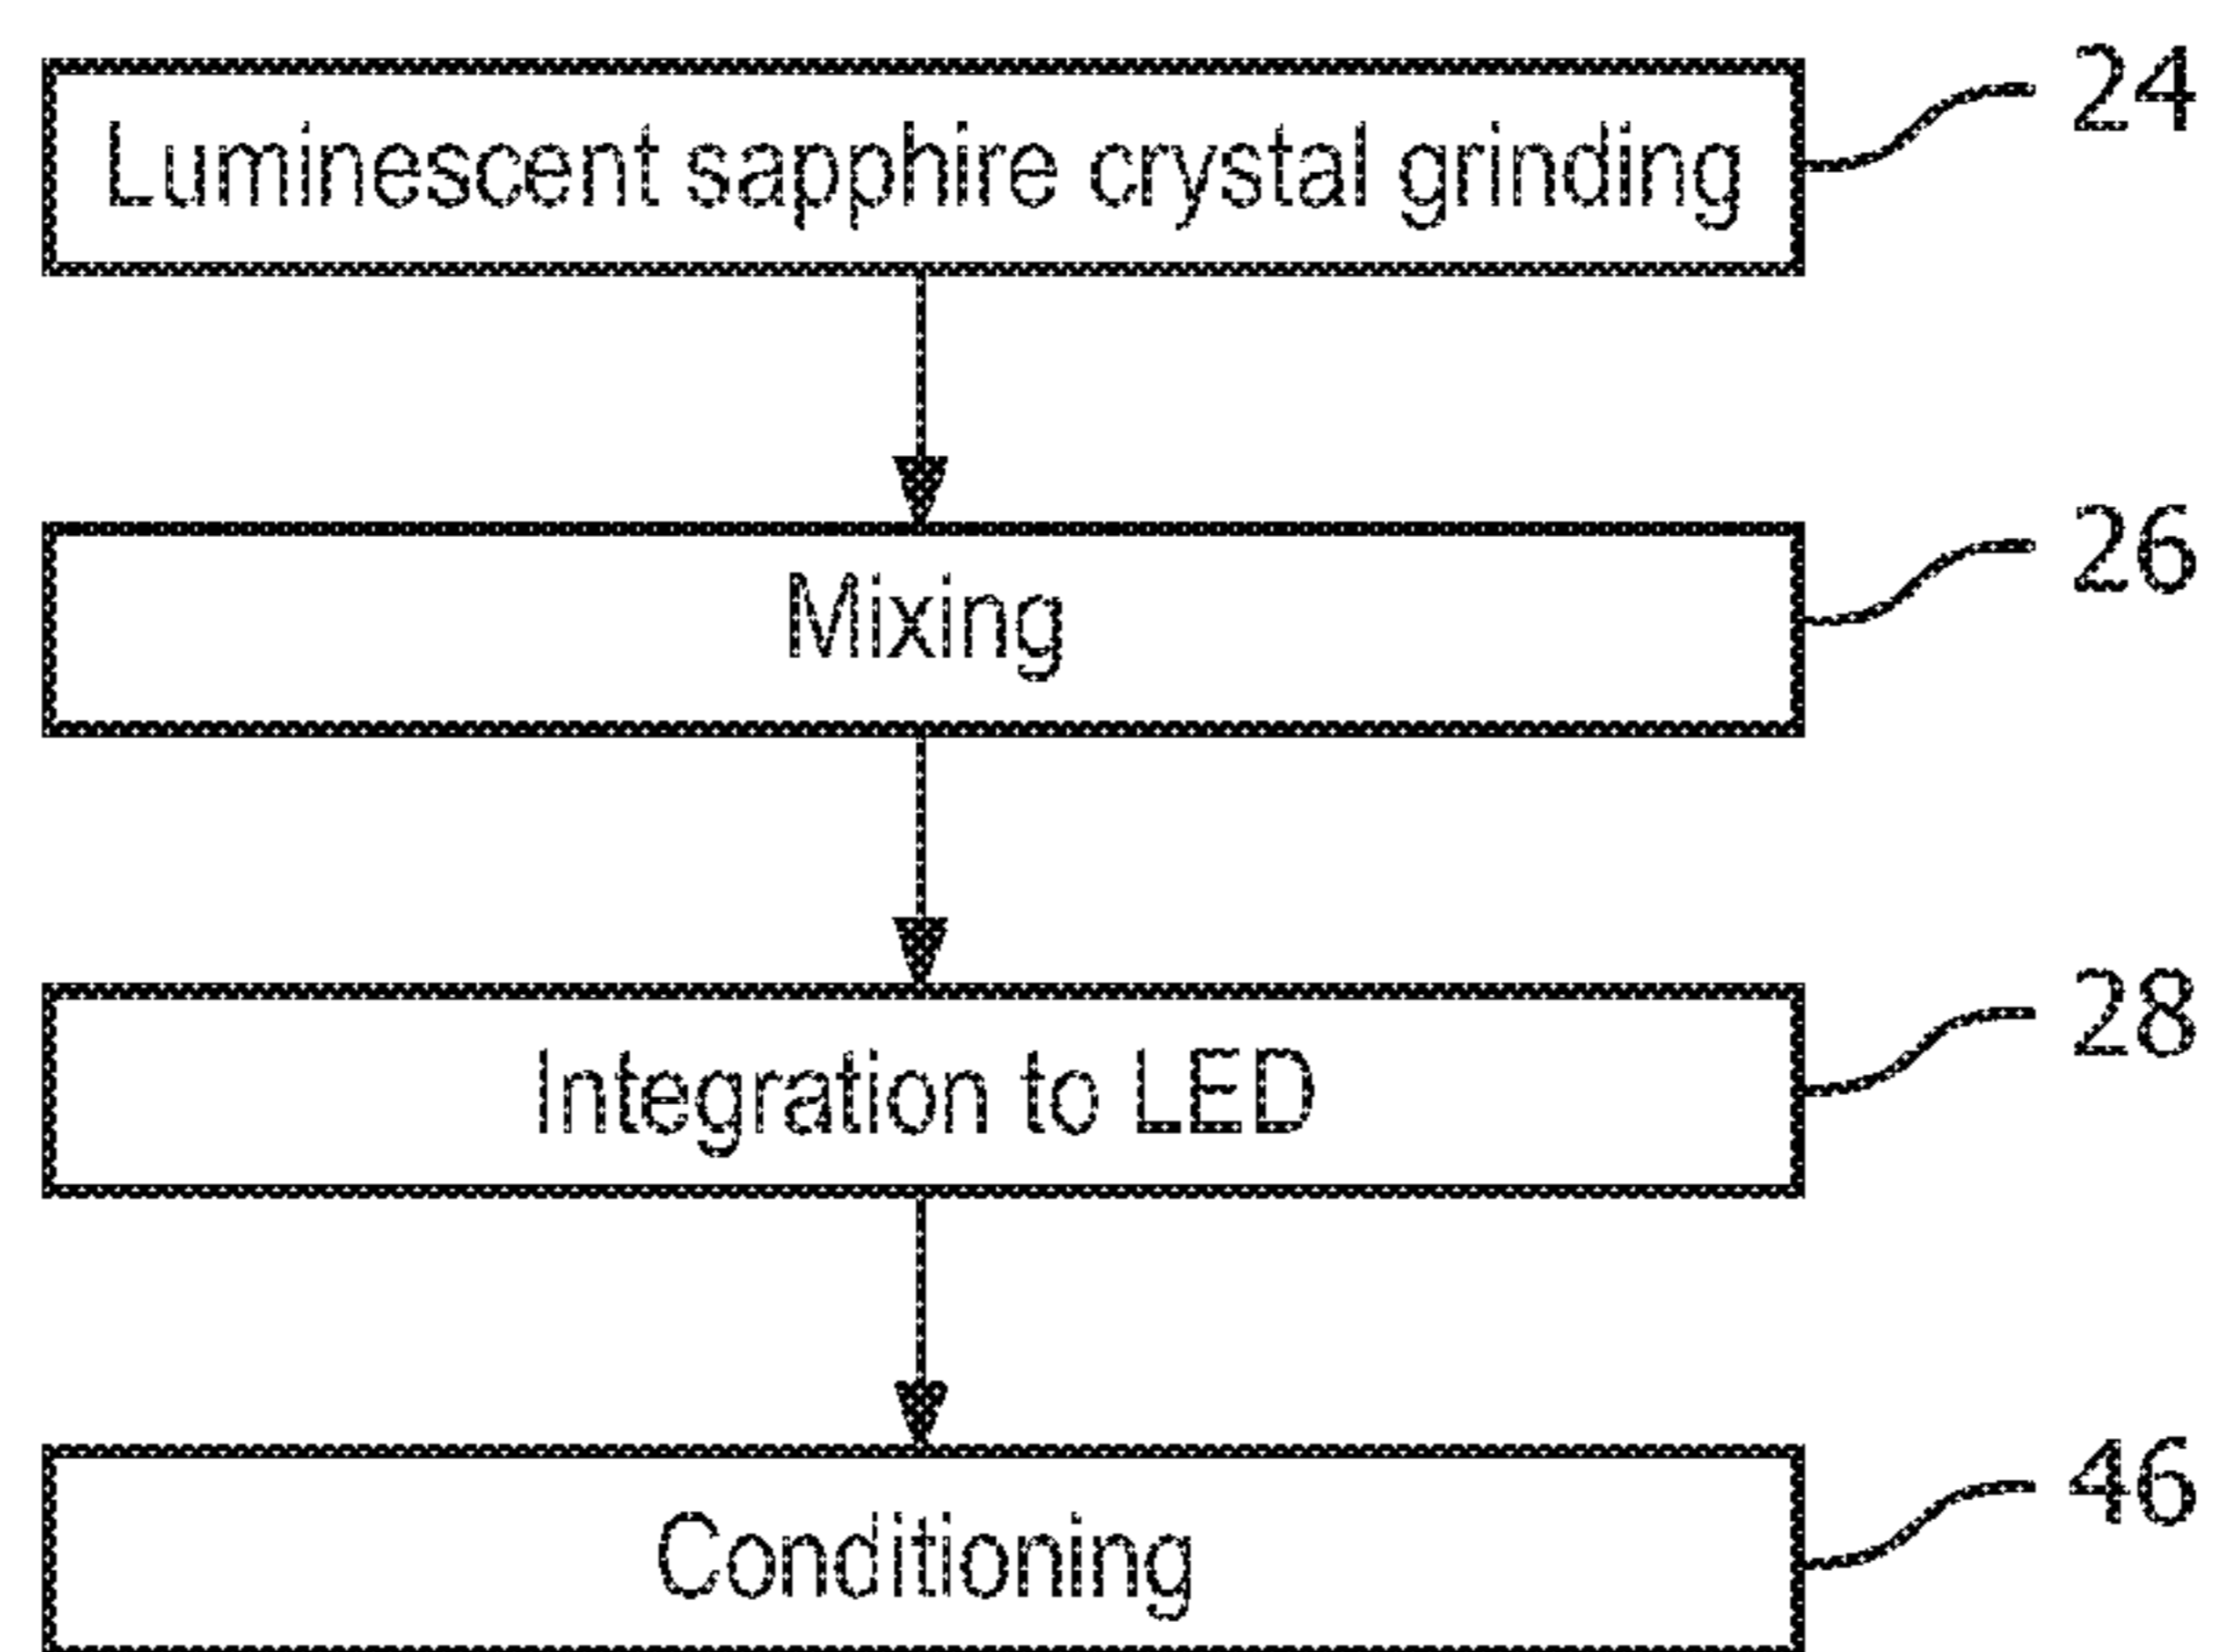 Luminescent sapphire crystal grinding 24
Mixing 26
Integration to LED 28
Conditioning 46